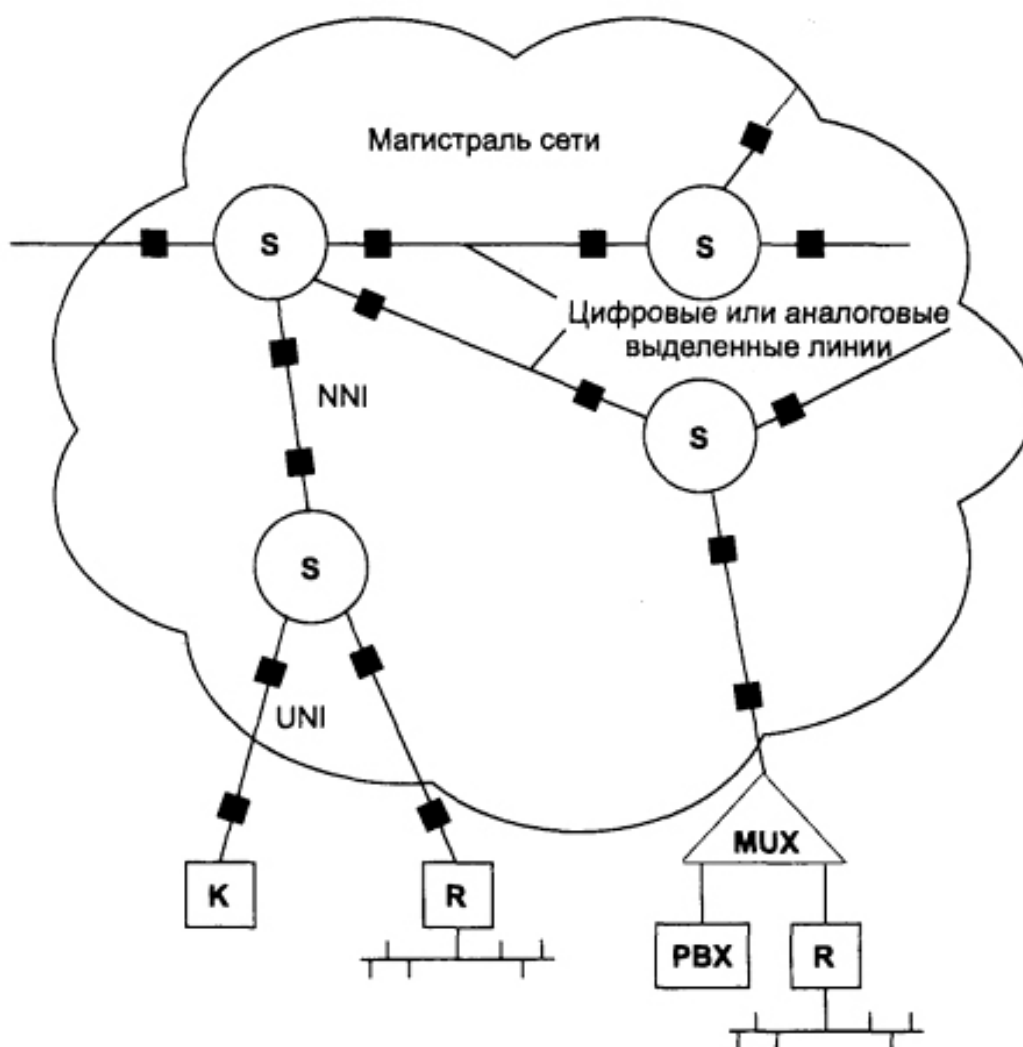 Магистраль сети
S
S
Цифровые или аналоговые
выделенные линии
NNI
S
S
UNI
MUX
K
R
PBX
R